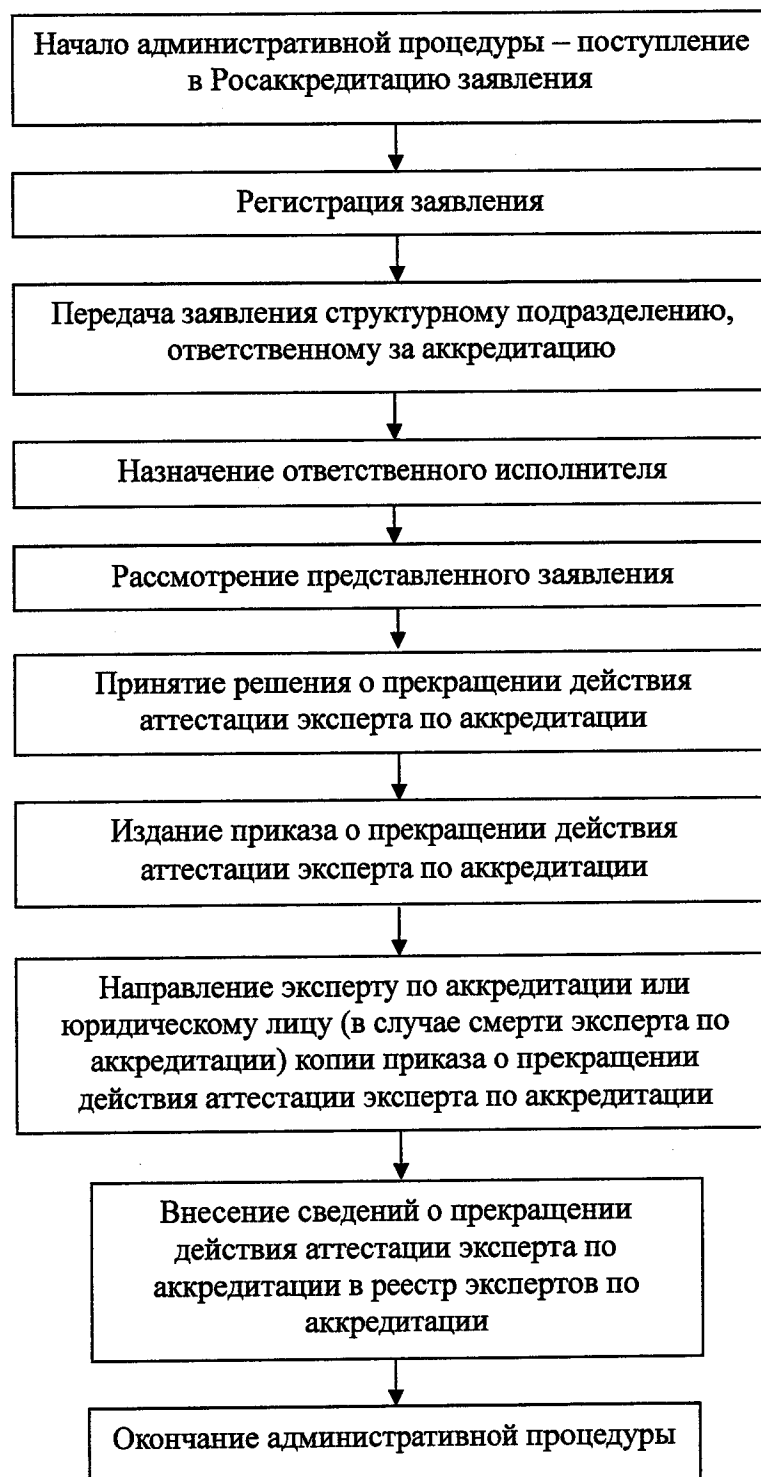 Начало административной процедуры – поступление
в Росаккредитацию заявления
Регистрация заявления
Передача заявления структурному подразделению,
ответственному за аккредитацию
Назначение ответственного исполнителя
Рассмотрение представленного заявления
Принятие решения о прекращении действия
аттестации эксперта по аккредитации
Издание приказа о прекращении действия
аттестации эксперта по аккредитации
Направление эксперту по аккредитации или
юридическому лицу (в случае смерти эксперта по
аккредитации) копии приказа о прекращении
действия аттестации эксперта по аккредитации
Внесение сведений о прекращении
действия аттестации эксперта по
аккредитации в реестр экспертов по
аккредитации
Окончание административной процедуры